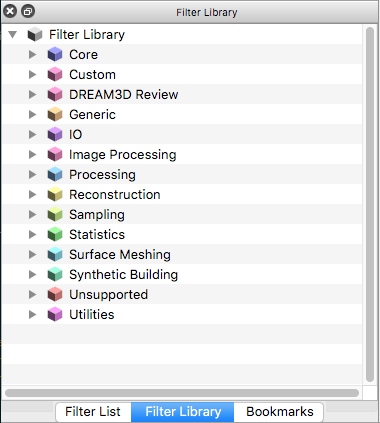 Filter Library
Filter Library
Core
Custom
DREAM3D Review
Generic
IO
Image Processing
Processing
Reconstruction
Sampling
Statistics
Surface Meshing
Synthetic Building
Unsupported
Utilities
Filter List Filter Library Bookmarks